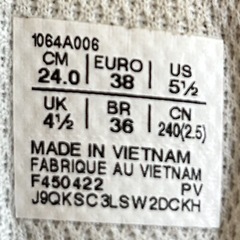 1064A006
CM | EURO | US
24.0 | 38 | 5½
UK | BR | CN
4½ | 36 | 240(2.5)
MADE IN VIETNAM
FABRIQUE AU VIETNAM
F450422 PV
J9QKSC3LSW2DCKH